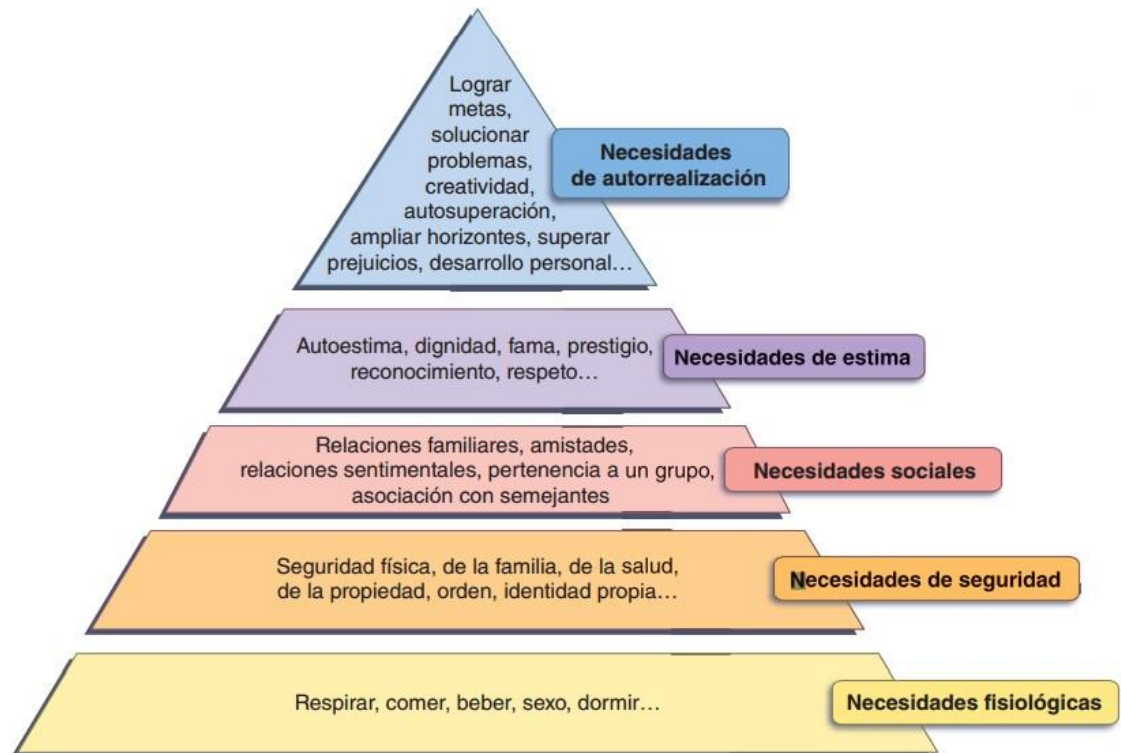 Lograr
metas,
solucionar
problemas,
creatividad,
autosuperación,
ampliar horizontes, superar
prejuicios, desarrollo personal…
Necesidades
de autorrealización
Autoestima, dignidad, fama, prestigio,
reconocimiento, respeto…
Necesidades de estima
Relaciones familiares, amistades,
relaciones sentimentales, pertenencia a un grupo,
asociación con semejantes
Necesidades sociales
Seguridad física, de la familia, de la salud,
de la propiedad, orden, identidad propia…
Necesidades de seguridad
Respirar, comer, beber, sexo, dormir…
Necesidades fisiológicas